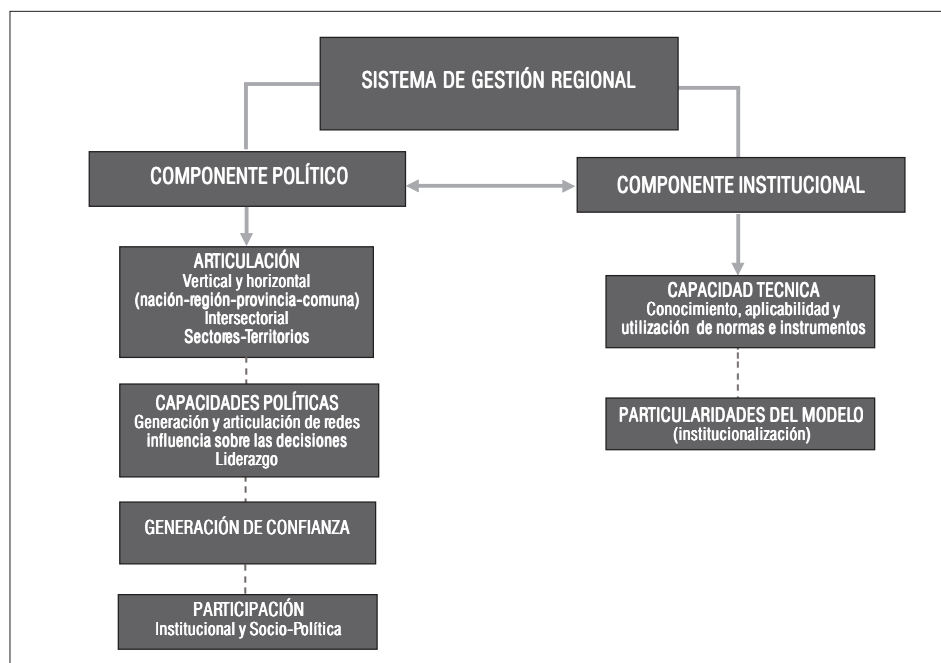 SISTEMA DE GESTIÓN REGIONAL
COMPONENTE POLÍTICO
COMPONENTE INSTITUCIONAL
ARTICULACIÓN
Vertical y horizontal
(nación-región-provincia-comuna)
Intersectorial
Sectores-Territorios
CAPACIDADES POLÍTICAS
Generación y articulación de redes
influencia sobre las decisiones
Liderazgo
GENERACIÓN DE CONFIANZA
PARTICIPACIÓN
Institucional y Socio-Política
CAPACIDAD TECNICA
Conocimiento, aplicabilidad y
utilización de normas e instrumentos
PARTICULARIDADES DEL MODELO
(institucionalización)